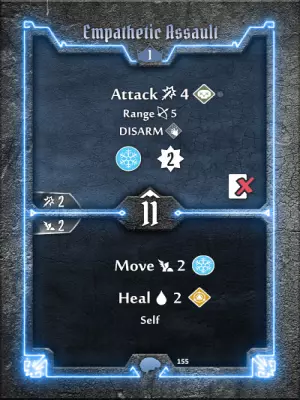 Empathetic Assault
1
Attack 4
Range 5
DISARM
2
2
11
2
Move 2
Heal 2
Self
155